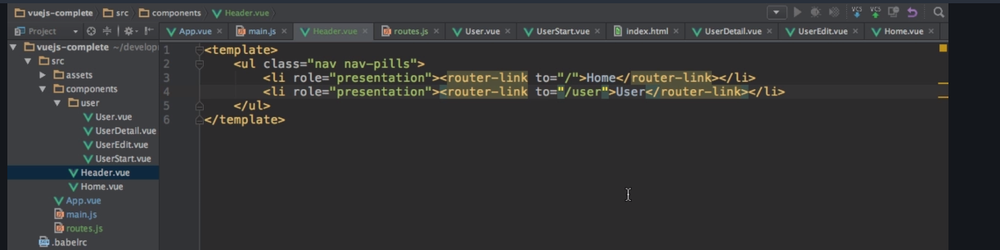 vuejs-complete src components Header.vue
Project App.vue main.js Header.vue routes.js User.vue UserStart.vue index.html UserDetail.vue UserEdit.vue Home.vue
vuejs-complete ~/develop
src
assets
components
user
User.vue
UserDetail.vue
UserEdit.vue
UserStart.vue
Header.vue
Home.vue
App.vue
main.js
routes.js
.babelrc
1 <template>
2 <ul class="nav nav-pills">
3 <li role="presentation"><router-link to="/">Home</router-link></li>
4 <li role="presentation"><router-link to="/user">User</router-link></li>
5 </ul>
6 </template>
VCS VCS